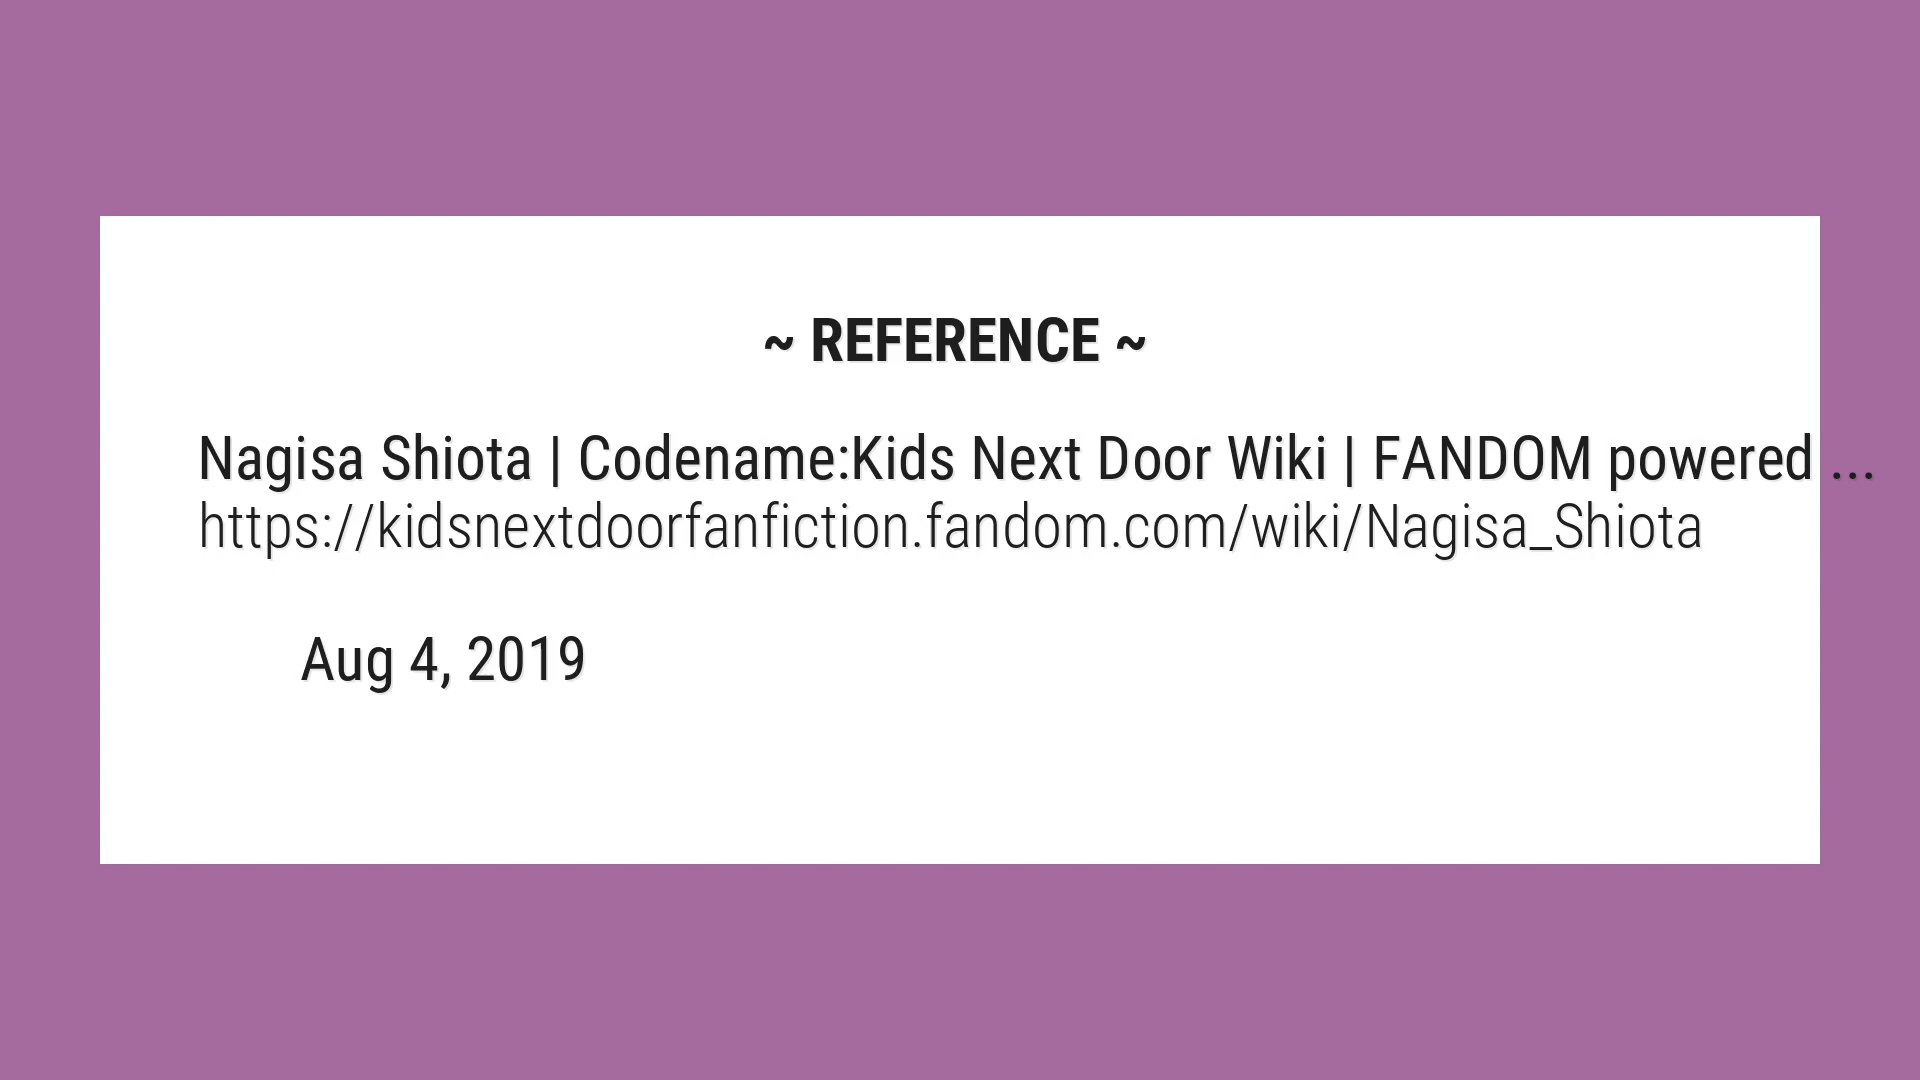 ~ REFERENCE ~
Nagisa Shiota | Codename:Kids Next Door Wiki | FANDOM powered ...
https://kidsnextdoorfanfiction.fandom.com/wiki/Nagisa_Shiota
Aug 4, 2019